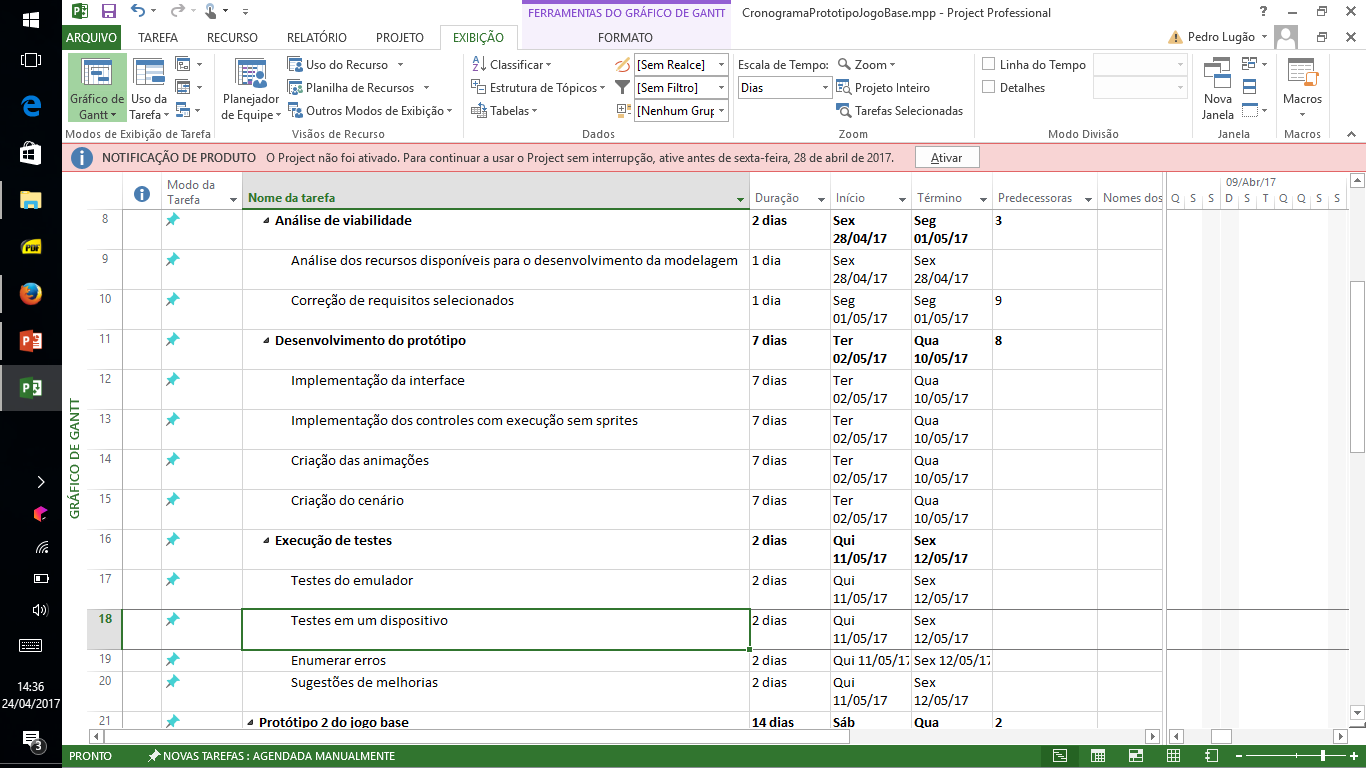 FERRAMENTAS DO GRÁFICO DE GANTT
CronogramaPrototipoJogoBase.mpp - Project Professional
ARQUIVO TAREFA RECURSO RELATÓRIO PROJETO EXIBIÇÃO FORMATO
Pedro Lugão
Gráfico de Gantt
Uso da Tarefa
Modos de Exibição de Tarefa
Planejador de Equipe
Uso do Recurso
Planilha de Recursos
Outros Modos de Exibição
Visões de Recurso
Classificar
Estrutura de Tópicos
Tabelas
[Sem Realce]
[Sem Filtro]
[Nenhum Grup
Dados
Escala de Tempo:
Dias
Zoom
Projeto Inteiro
Tarefas Selecionadas
Zoom
Linha do Tempo
Detalhes
Modo Divisão
Nova Janela
Janela
Macros
Macros
NOTIFICAÇÃO DE PRODUTO O Project não foi ativado. Para continuar a usar o Project sem interrupção, ative antes de sexta-feira, 28 de abril de 2017. Ativar
Modo da Tarefa Nome da tarefa Duração Início Término Predecessoras Nomes dos
09/Abr/17
Q S S D S T Q Q S S
8 Análise de viabilidade 2 dias Sex 28/04/17 Seg 01/05/17 3
9 Análise dos recursos disponíveis para o desenvolvimento da modelagem 1 dia Sex 28/04/17 Sex 28/04/17
10 Correção de requisitos selecionados 1 dia Seg 01/05/17 Seg 01/05/17 9
11 Desenvolvimento do protótipo 7 dias Ter 02/05/17 Qua 10/05/17 8
12 Implementação da interface 7 dias Ter 02/05/17 Qua 10/05/17
13 Implementação dos controles com execução sem sprites 7 dias Ter 02/05/17 Qua 10/05/17
14 Criação das animações 7 dias Ter 02/05/17 Qua 10/05/17
15 Criação do cenário 7 dias Ter 02/05/17 Qua 10/05/17
16 Execução de testes 2 dias Qui 11/05/17 Sex 12/05/17
17 Testes do emulador 2 dias Qui 11/05/17 Sex 12/05/17
18 Testes em um dispositivo 2 dias Qui 11/05/17 Sex 12/05/17
19 Enumerar erros 2 dias Qui 11/05/17 Sex 12/05/17
20 Sugestões de melhorias 2 dias Qui 11/05/17 Sex 12/05/17
21 Protótipo 2 do jogo base 14 dias Sáb Qua 2
GRÁFICO DE GANTT
PDF
14:36
24/04/2017
3
PRONTO NOVAS TAREFAS : AGENDADA MANUALMENTE